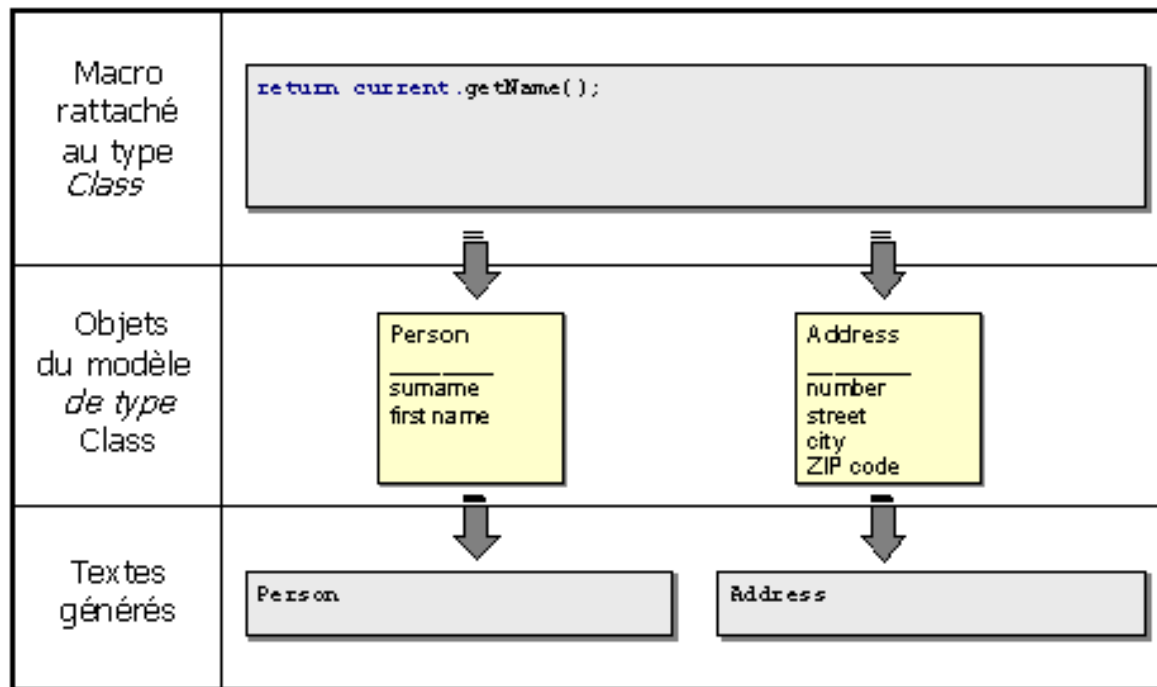 Macro
rattaché
au type
Class
return current.getName();
Objets
du modèle
de type
Class
Person
surname
first name
Address
number
street
city
ZIP code
Textes
générés
Person
Address